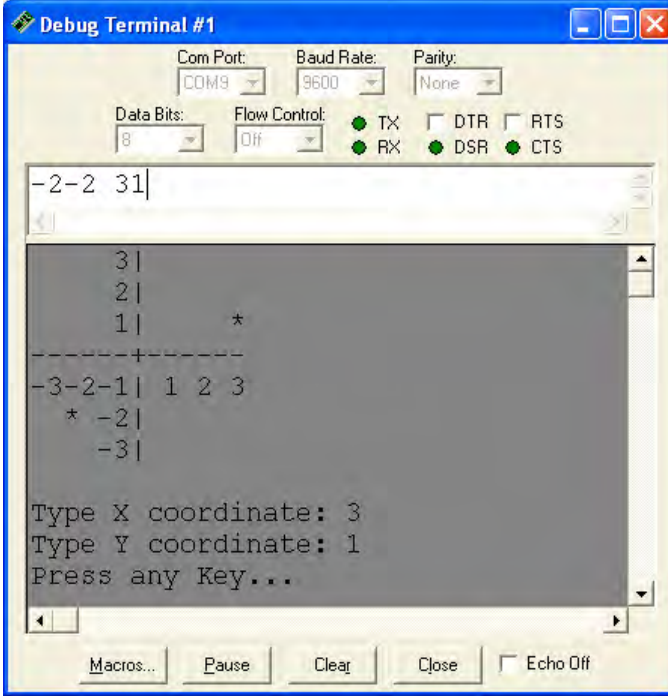 Debug Terminal #1
Com Port: Baud Rate: Parity:
COM9 9600 None
Data Bits: Flow Control: TX DTR RTS
8 Off RX DSR CTS
-2-2 31
3|
2|
1|     *
------+------
-3-2-1| 1 2 3
  * -2|
    -3|
Type X coordinate: 3
Type Y coordinate: 1
Press any Key...
Macros... Pause Clear Close Echo Off